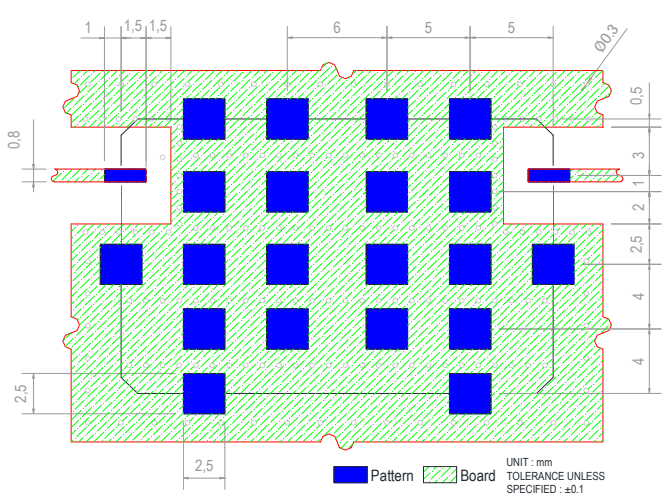 6 5 5
1 1,5 1,5
Ø0.3
0,5
0,8
3
1
2
2,5
4
4
2,5
2,5
Pattern Board
UNIT : mm
TOLERANCE UNLESS
SPECIFIED : ±0.1